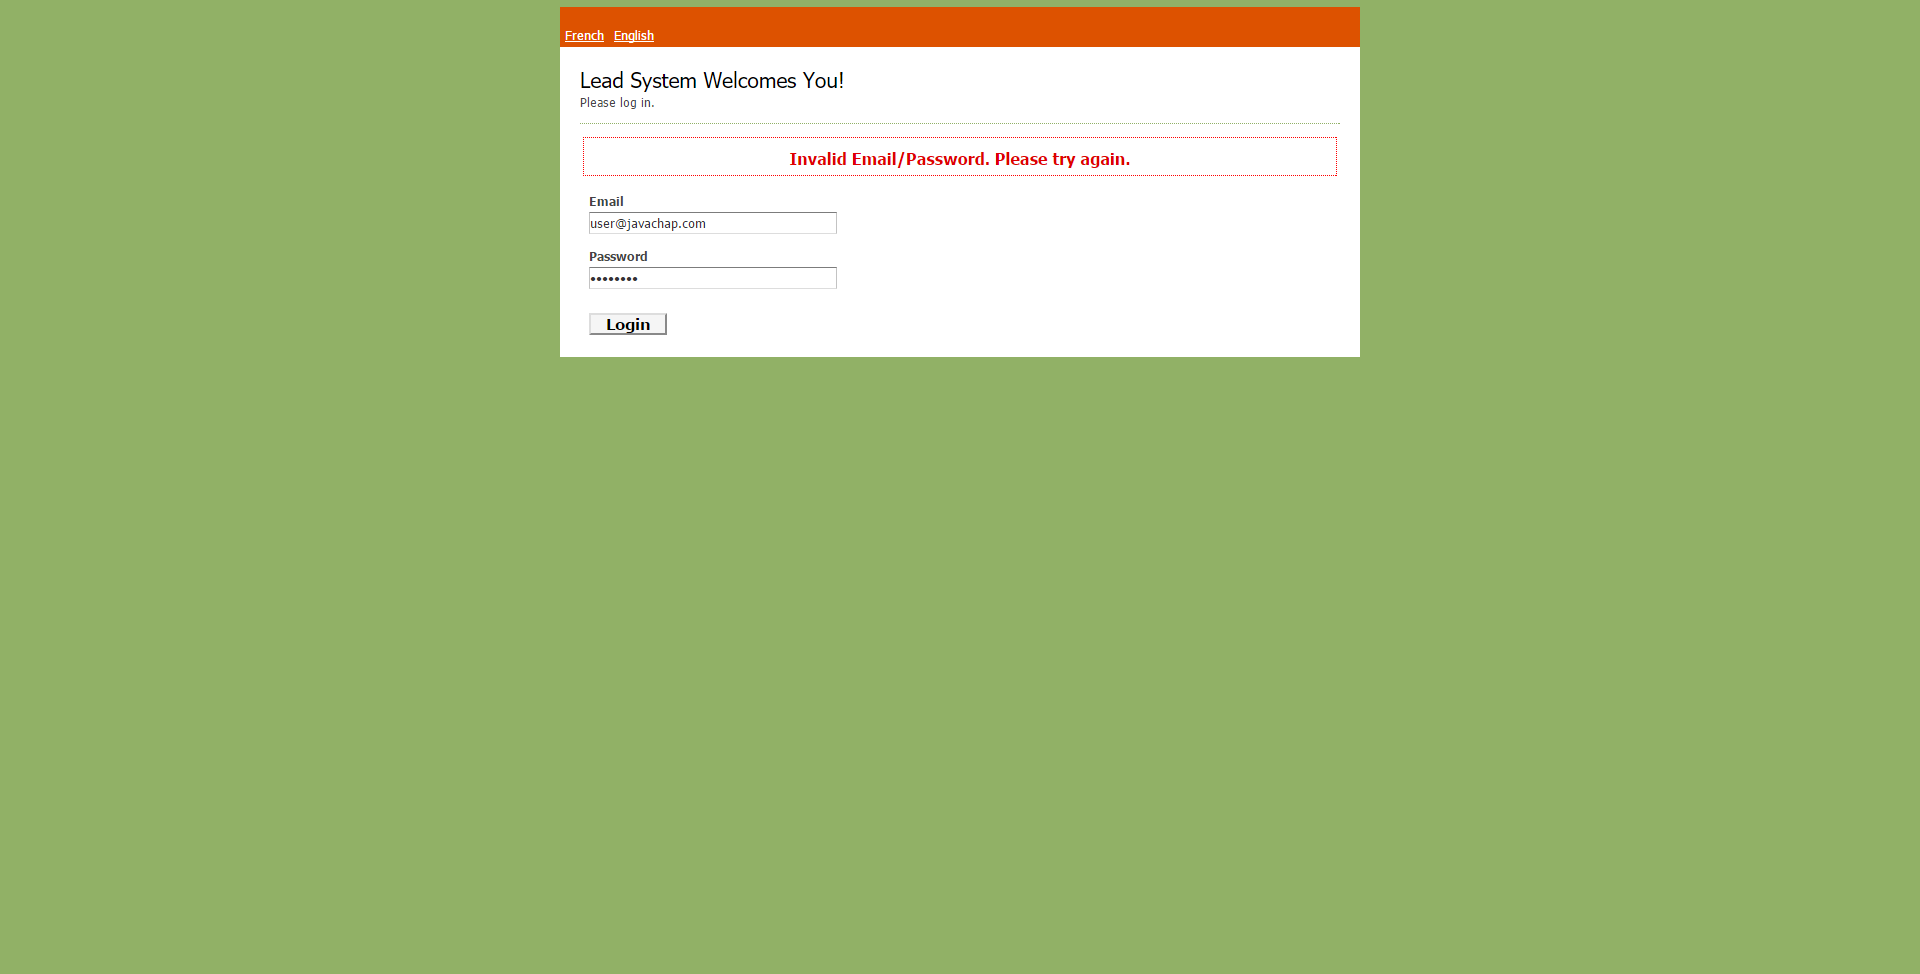 French English
Lead System Welcomes You!
Please log in.
Invalid Email/Password. Please try again.
Email
user@javachap.com
Password
••••••••
Login